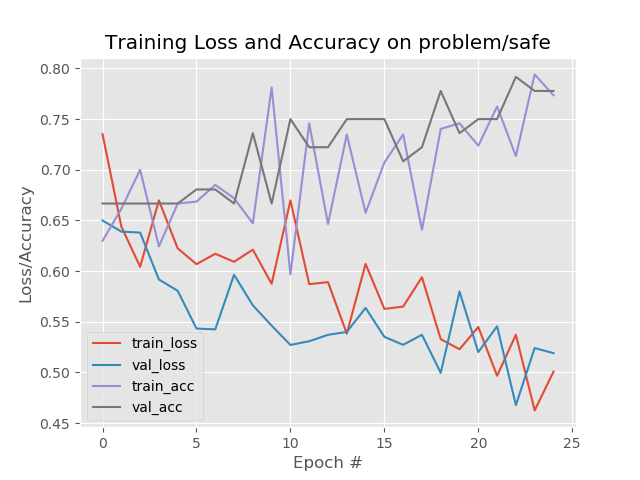 Training Loss and Accuracy on problem/safe
Loss/Accuracy
0.80
0.75
0.70
0.65
0.60
0.55
0.50
0.45
train_loss
val_loss
train_acc
val_acc
0 5 10 15 20 25
Epoch #